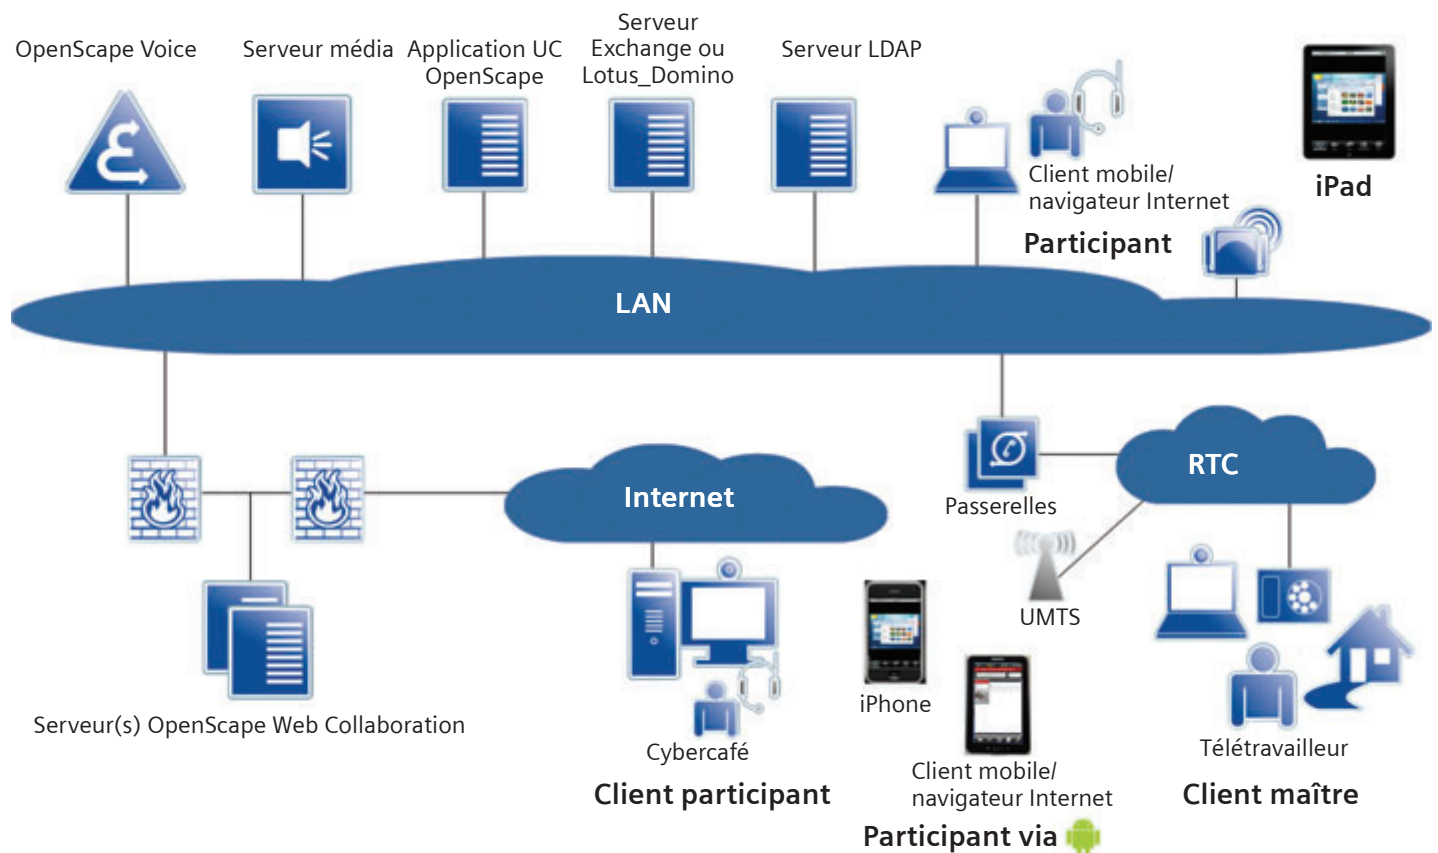 OpenScape Voice
Serveur média
Application UC
OpenScape
Serveur
Exchange ou
Lotus_Domino
Serveur LDAP
Client mobile/
navigateur Internet
Participant
iPad
LAN
Internet
Passerelles
RTC
UMTS
Serveur(s) OpenScape Web Collaboration
Cybercafé
Client participant
iPhone
Client mobile/
navigateur Internet
Participant via
Télétravailleur
Client maître